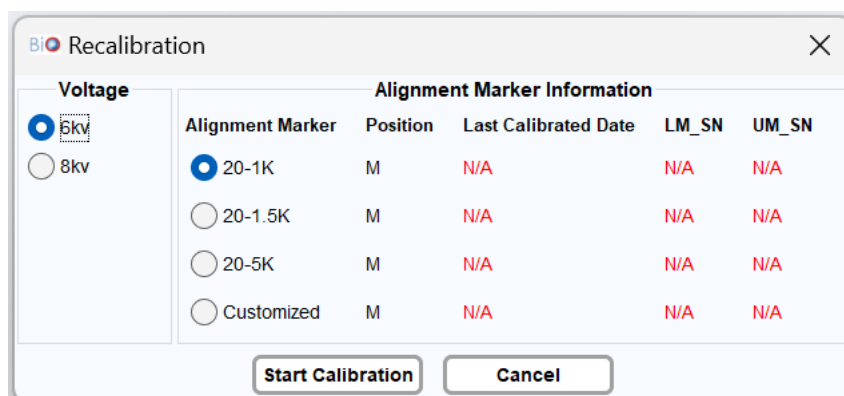 BiO Recalibration
Voltage
Alignment Marker Information
6kv
8kv
Alignment Marker Position Last Calibrated Date LM_SN UM_SN
20-1K M N/A N/A N/A
20-1.5K M N/A N/A N/A
20-5K M N/A N/A N/A
Customized M N/A N/A N/A
Start Calibration Cancel